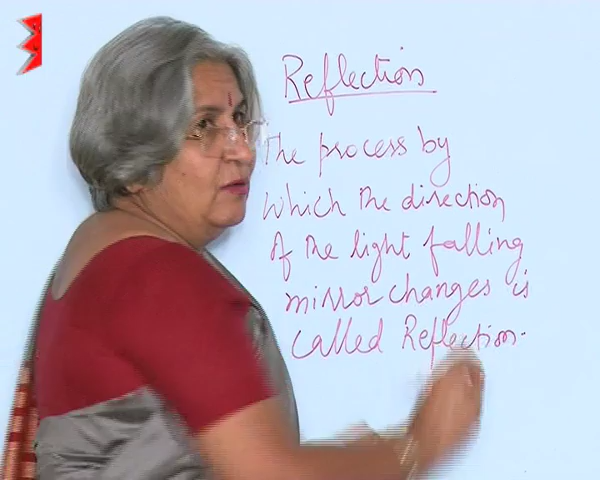 Reflection
The process by
which the direction
of the light falling
mirror changes is
called Reflection.